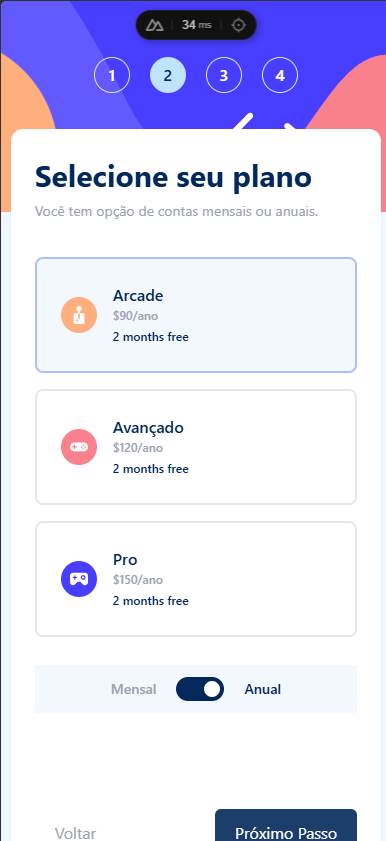 34 ms
1 2 3 4
Selecione seu plano
Você tem opção de contas mensais ou anuais.
Arcade
$90/ano
2 months free
Avançado
$120/ano
2 months free
Pro
$150/ano
2 months free
Mensal Anual
Voltar Próximo Passo